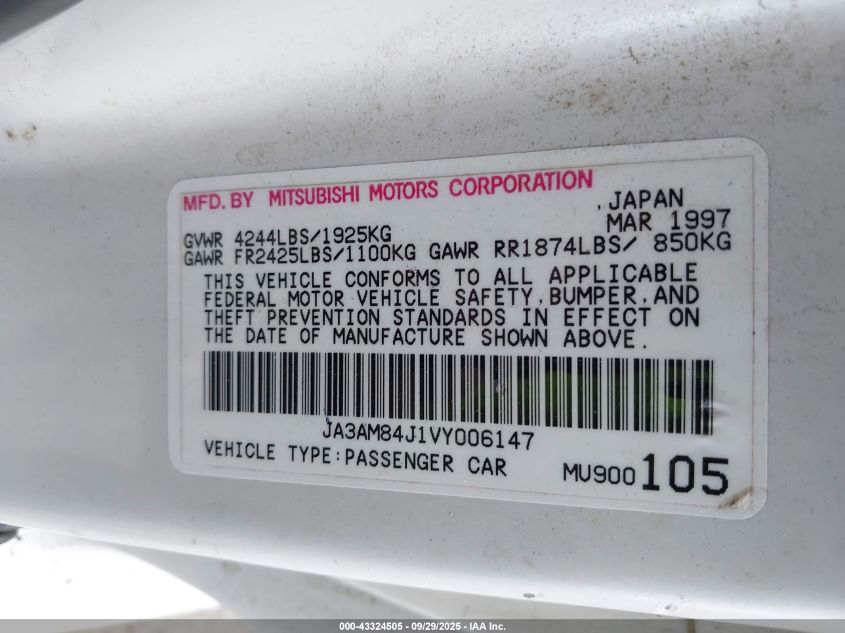 MFD. BY MITSUBISHI MOTORS CORPORATION
, JAPAN
MAR 1997
GVWR 4244LBS/1925KG
GAWR FR2425LBS/1100KG GAWR RR1874LBS/ 850KG
THIS VEHICLE CONFORMS TO ALL APPLICABLE
FEDERAL MOTOR VEHICLE SAFETY, BUMPER, AND
THEFT PREVENTION STANDARDS IN EFFECT ON
THE DATE OF MANUFACTURE SHOWN ABOVE.
JA3AM84J1VY006147
VEHICLE TYPE:PASSENGER CAR
MU900 105
000-43324505 - 09/29/2025 - IAA Inc.